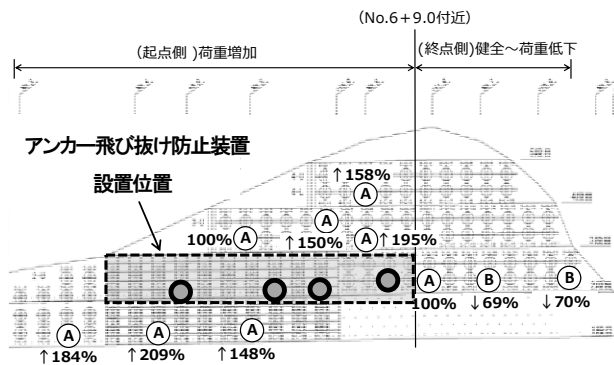 (No.6+9.0付近)
(起点側 )荷重増加
(終点側)健全～荷重低下
アンカー飛び抜け防止装置
設置位置
↑158%
A
A
100% A
↑150%
A ↑195%
A
100%
B
↓69%
B
↓70%
A
↑184%
A
↑209%
A
↑148%